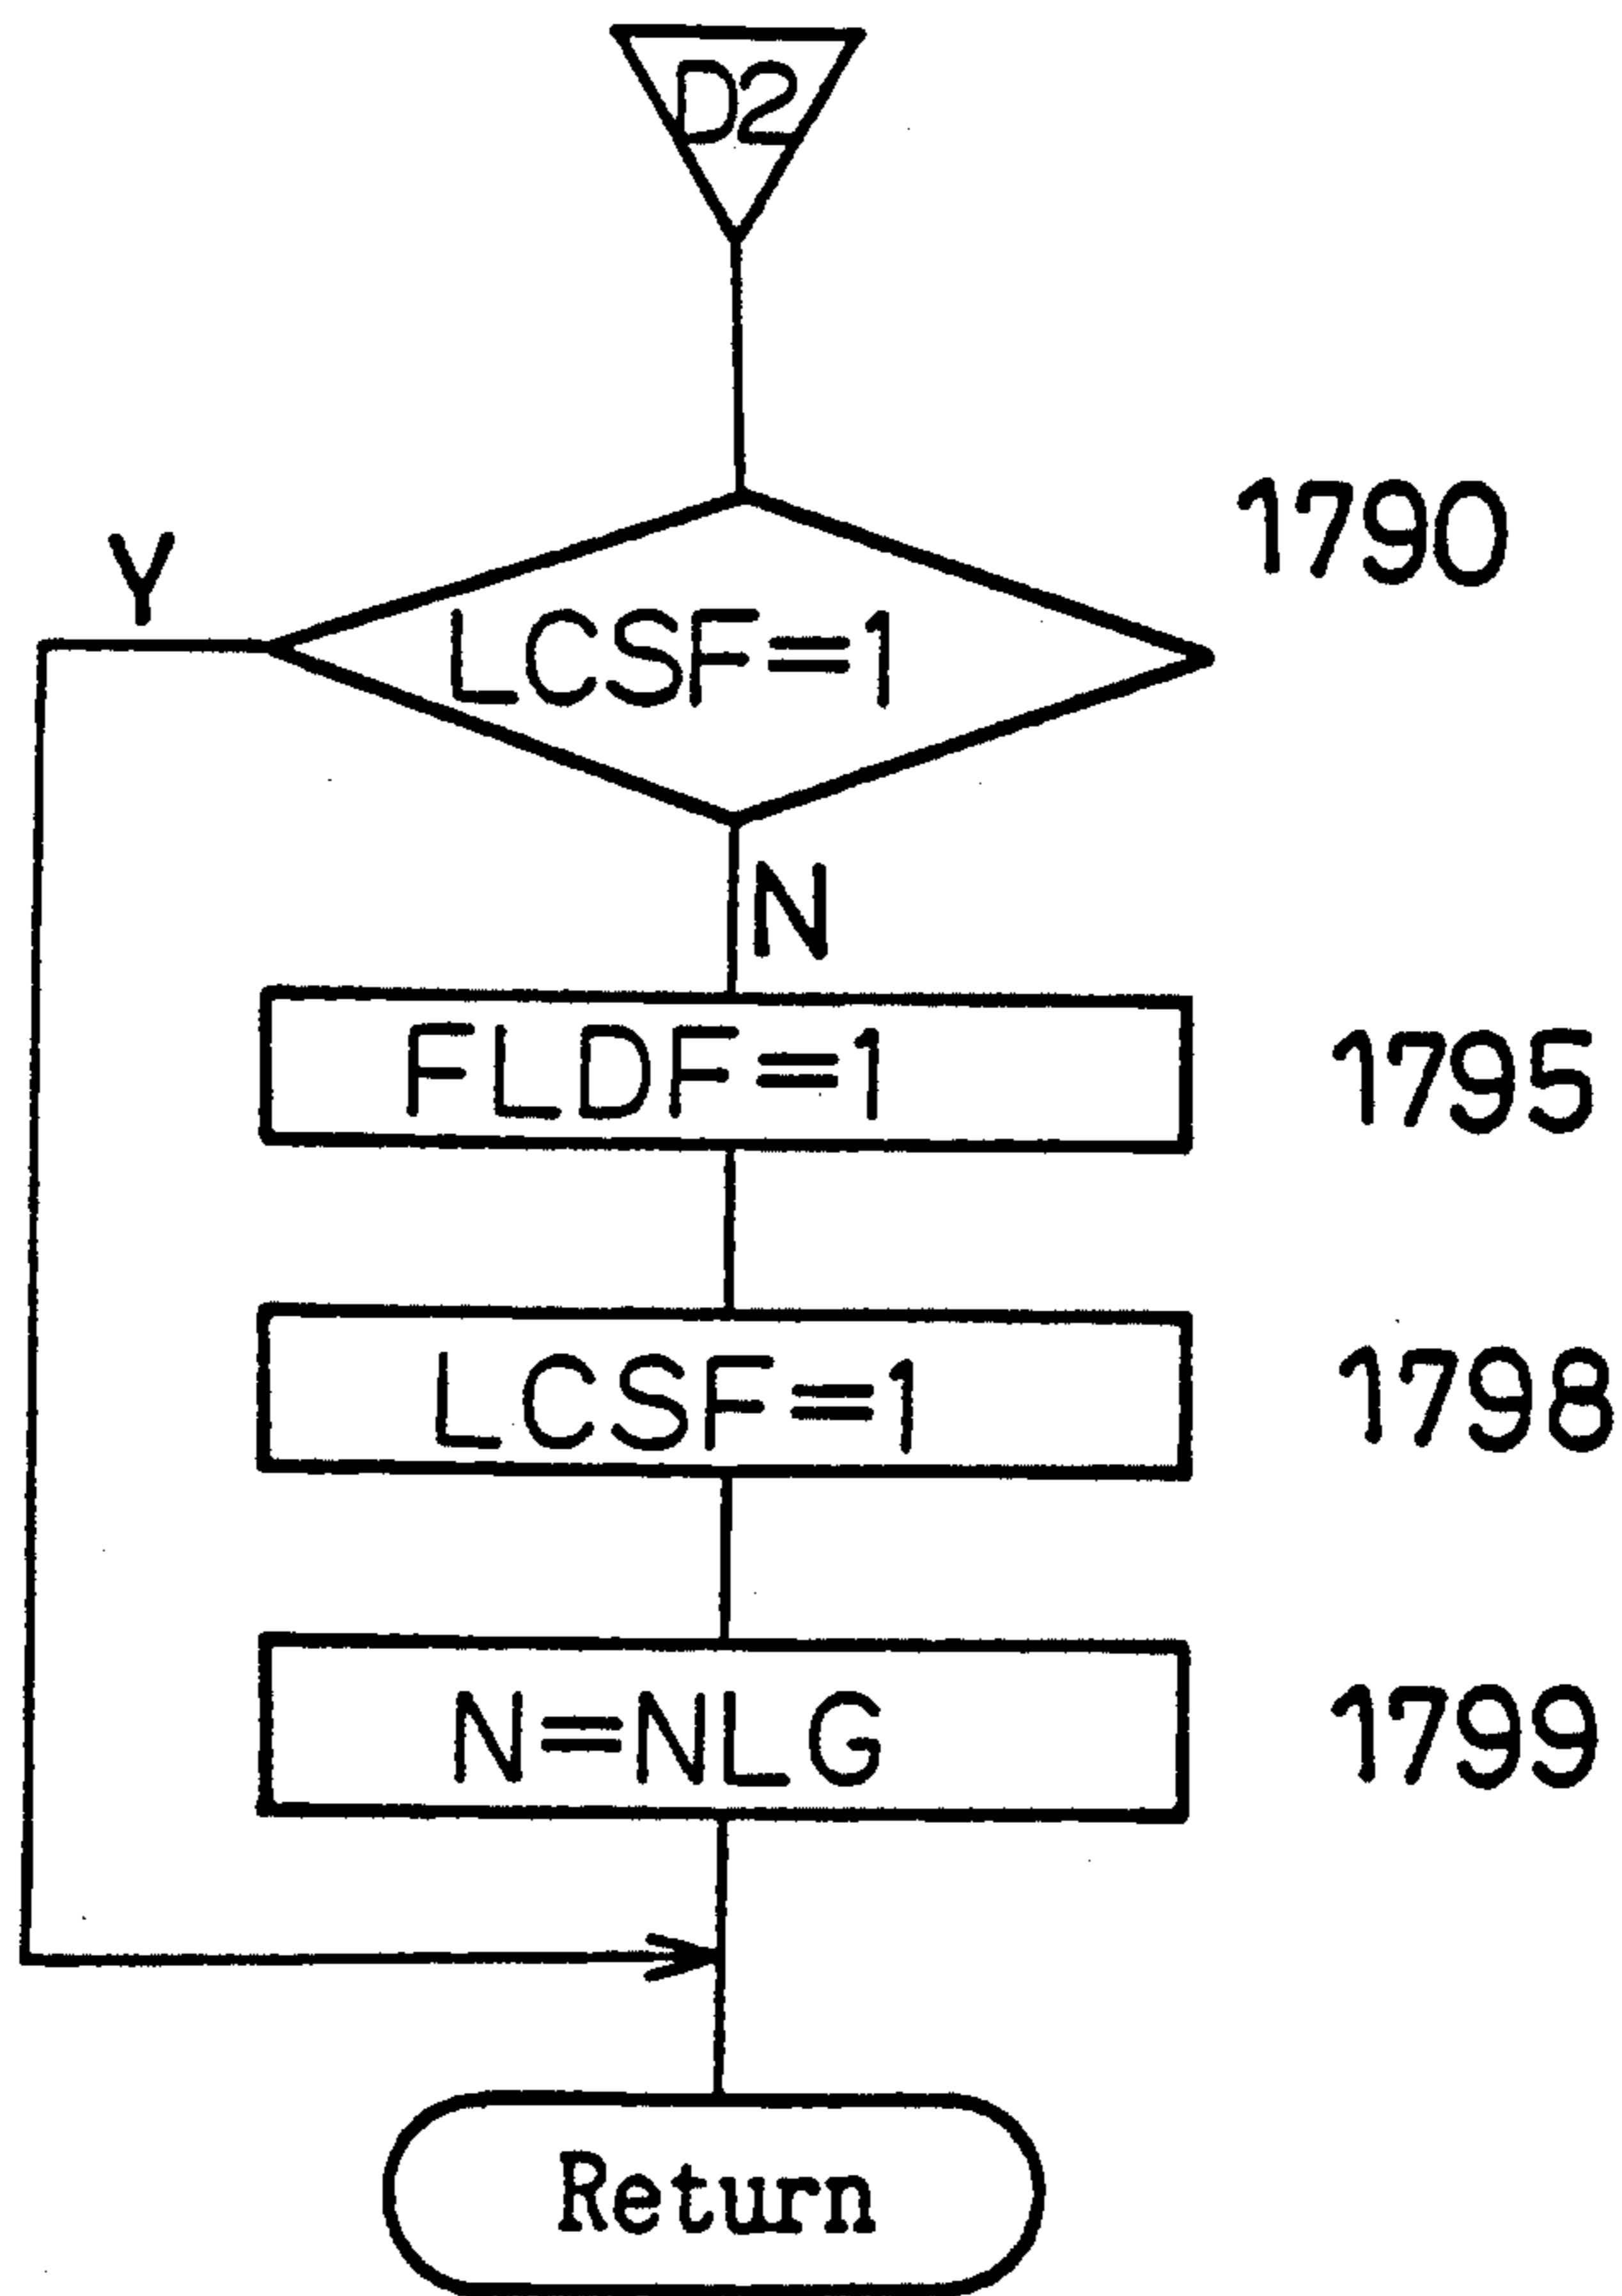 D2
1790
Y
LCSF=1
N
FLDF=1
1795
LCSF=1
1798
N=NLG
1799
Return